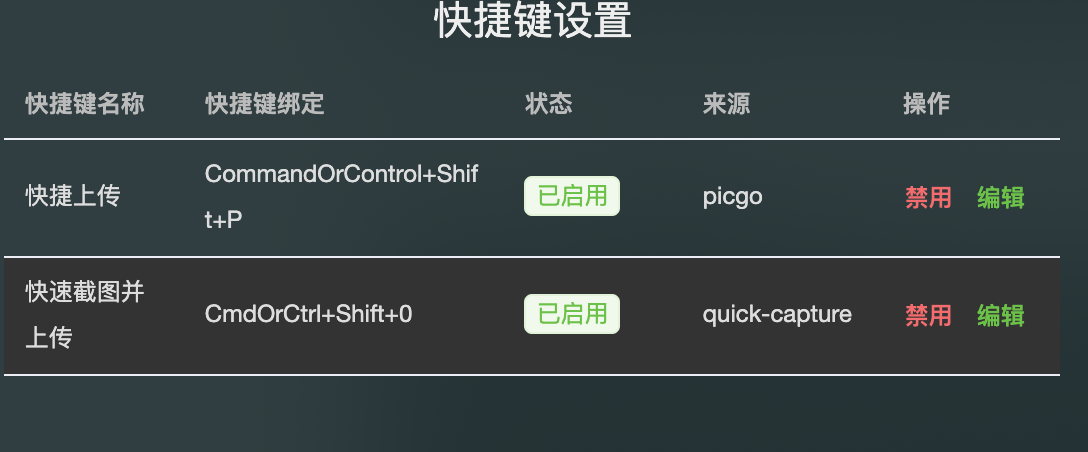 快捷键设置
快捷键名称 快捷键绑定 状态 来源 操作
快捷上传 CommandOrControl+Shif
t+P 已启用 picgo 禁用 编辑
快速截图并
上传 CmdOrCtrl+Shift+0 已启用 quick-capture 禁用 编辑